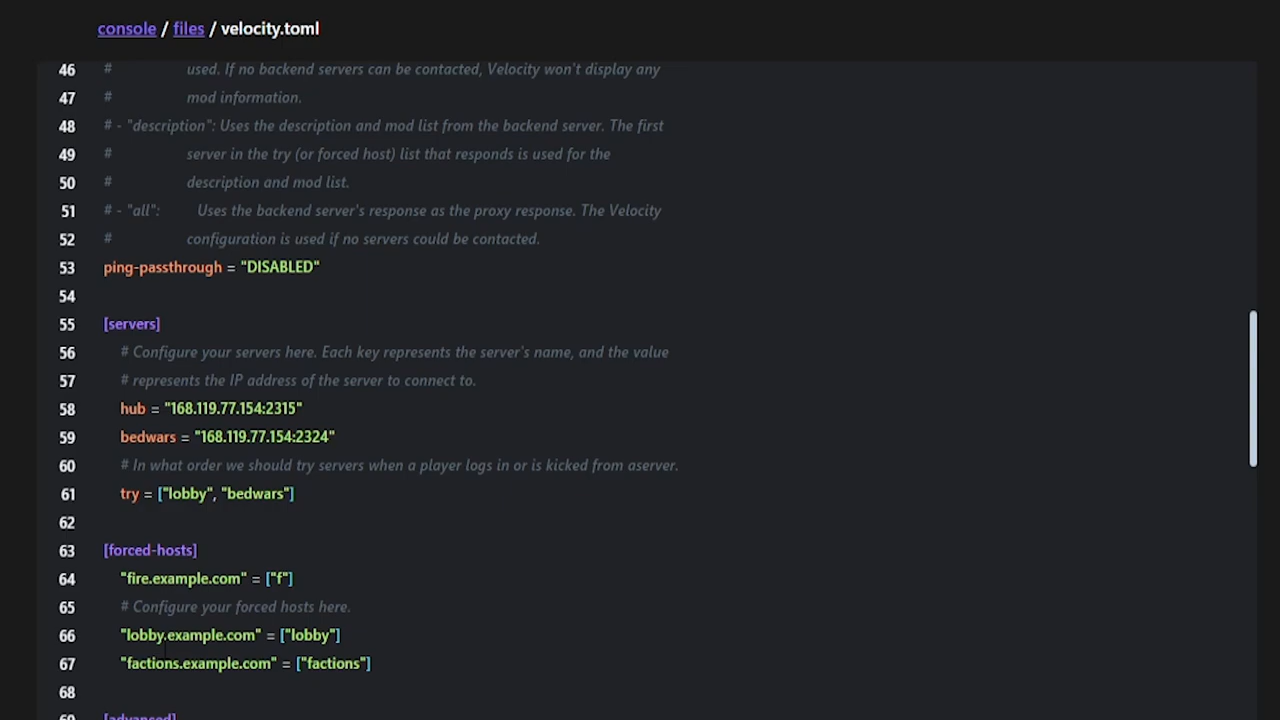 console / files / velocity.toml
46 # used. If no backend servers can be contacted, Velocity won't display any
47 # mod information.
48 # - "description": Uses the description and mod list from the backend server. The first
49 # server in the try (or forced host) list that responds is used for the
50 # description and mod list.
51 # - "all": Uses the backend server's response as the proxy response. The Velocity
52 # configuration is used if no servers could be contacted.
53 ping-passthrough = "DISABLED"
54
55 [servers]
56 # Configure your servers here. Each key represents the server's name, and the value
57 # represents the IP address of the server to connect to.
58 hub = "168.119.77.154:2315"
59 bedwars = "168.119.77.154:2324"
60 # In what order we should try servers when a player logs in or is kicked from aserver.
61 try = ["lobby", "bedwars"]
62
63 [forced-hosts]
64 "fire.example.com" = ["f"]
65 # Configure your forced hosts here.
66 "lobby.example.com" = ["lobby"]
67 "factions.example.com" = ["factions"]
68
69 [advanced]